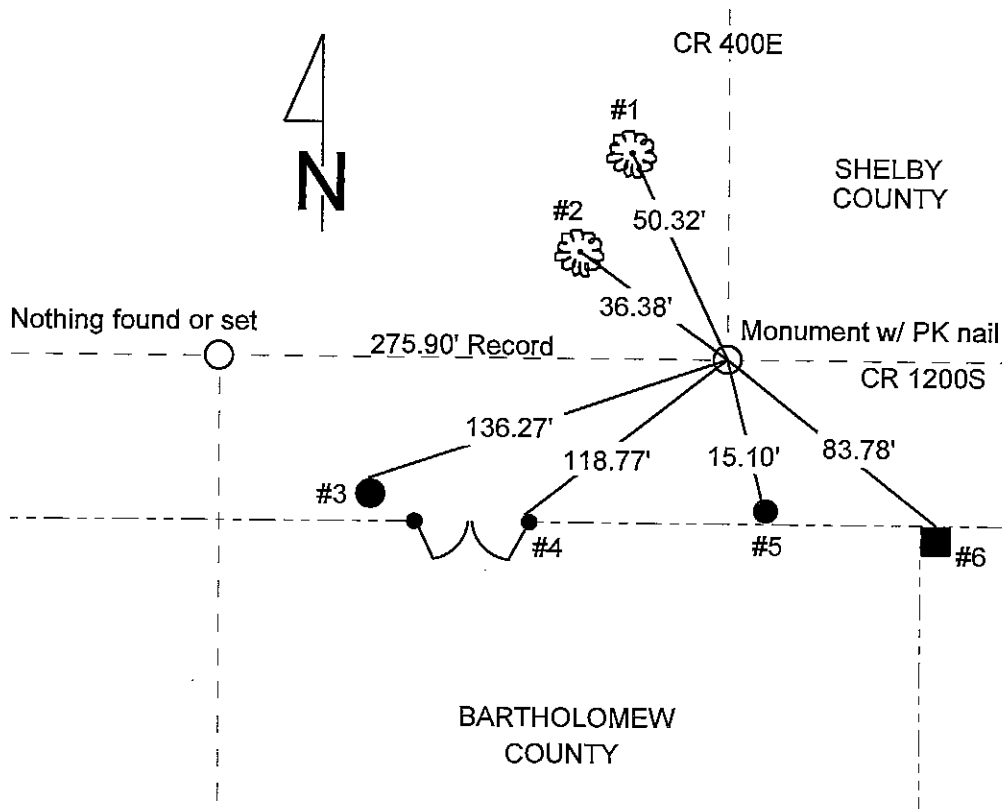 CR 400E
#1
N
SHELBY
COUNTY
#2
50.32'
36.38'
Nothing found or set
275.90' Record
Monument w/ PK nail
CR 1200S
136.27'
118.77'
15.10'
83.78'
#3
#4
#5
#6
BARTHOLOMEW
COUNTY